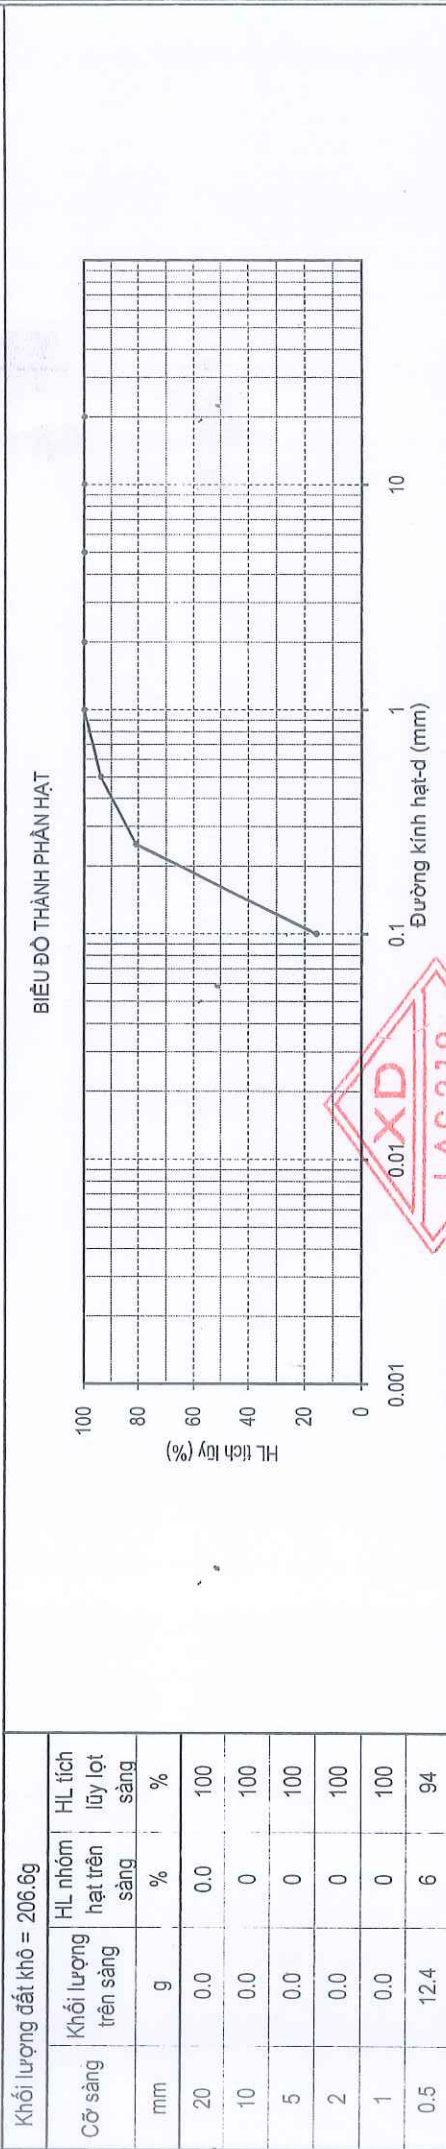 Khối lượng đất khô = 206.6g
Cỡ sàng Khối lượng trên sàng HL nhóm hạt trên sàng HL tích lũy lọt sàng
mm g % %
20 0.0 0.0 100
10 0.0 0 100
5 0.0 0 100
2 0.0 0 100
1 0.0 0 100
0.5 12.4 6 94
BIỂU ĐỒ THÀNH PHẦN HẠT
HL tích lũy (%)
100
80
60
40
20
0
0.001 0.01 0.1 1 10
Đường kính hạt-d (mm)
XD